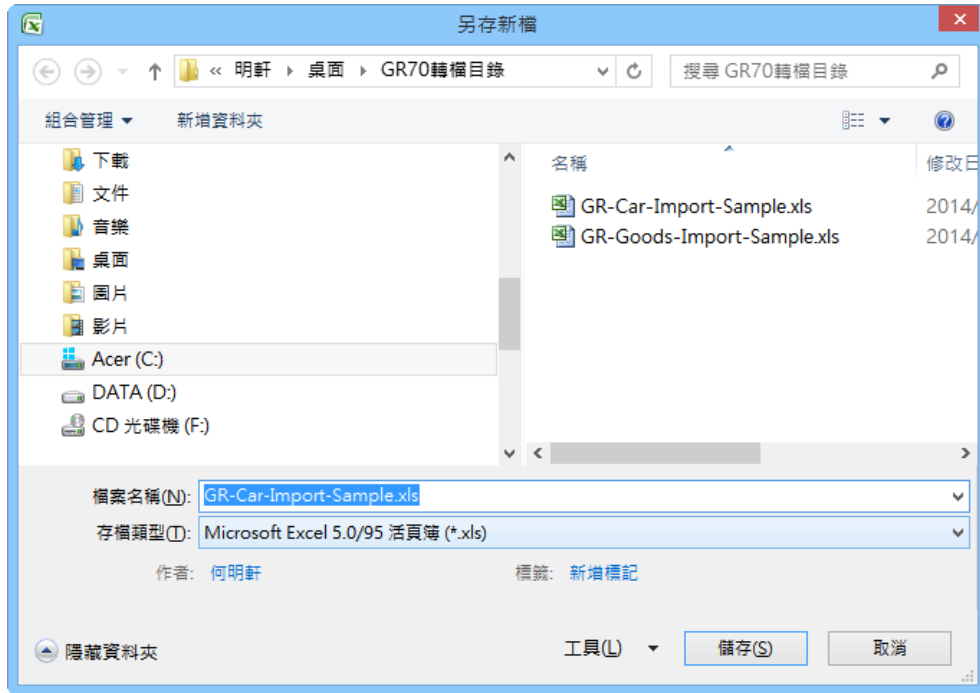 另存新檔
« 明軒 ▸ 桌面 ▸ GR70轉檔目錄
搜尋 GR70轉檔目錄
組合管理 新增資料夾
下載
文件
音樂
桌面
圖片
影片
Acer (C:)
DATA (D:)
CD 光碟機 (F:)
名稱 修改日
GR-Car-Import-Sample.xls 2014/
GR-Goods-Import-Sample.xls 2014/
檔案名稱(N): GR-Car-Import-Sample.xls
存檔類型(T): Microsoft Excel 5.0/95 活頁簿 (*.xls)
作者: 何明軒 標籤: 新增標記
隱藏資料夾 工具(L) 儲存(S) 取消